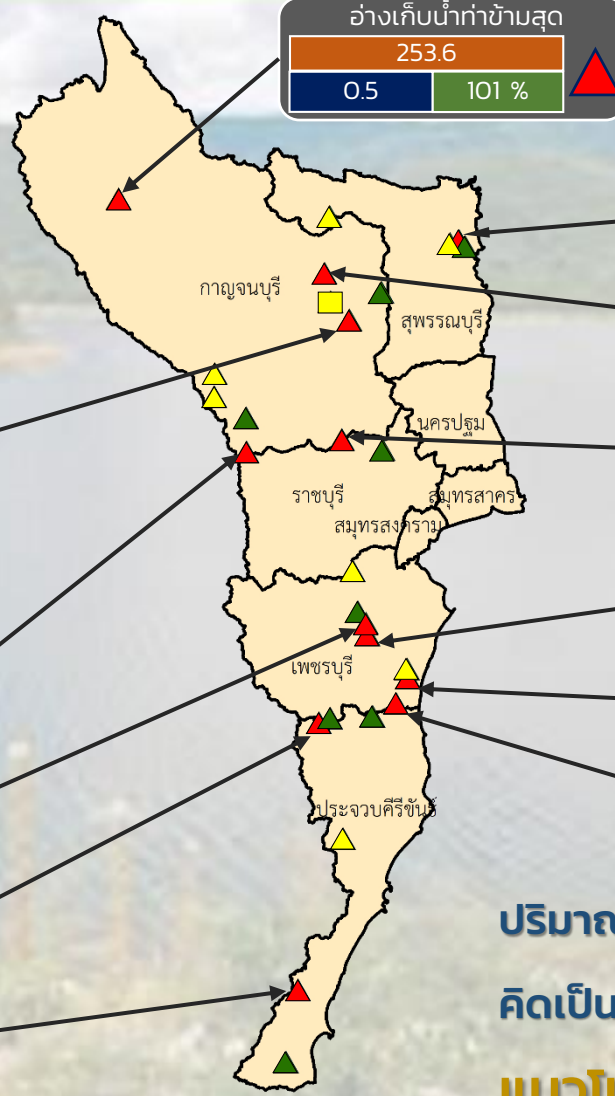 อ่างเก็บน้ำท่าข้ามสุด
253.6
0.5 101 %
กาญจนบุรี
สุพรรณบุรี
นครปฐม
ราชบุรี
สมุทรสาคร
สมุทรสงคราม
เพชรบุรี
ประจวบคีรีขันธ์
ปริมาณ
คิดเป็น